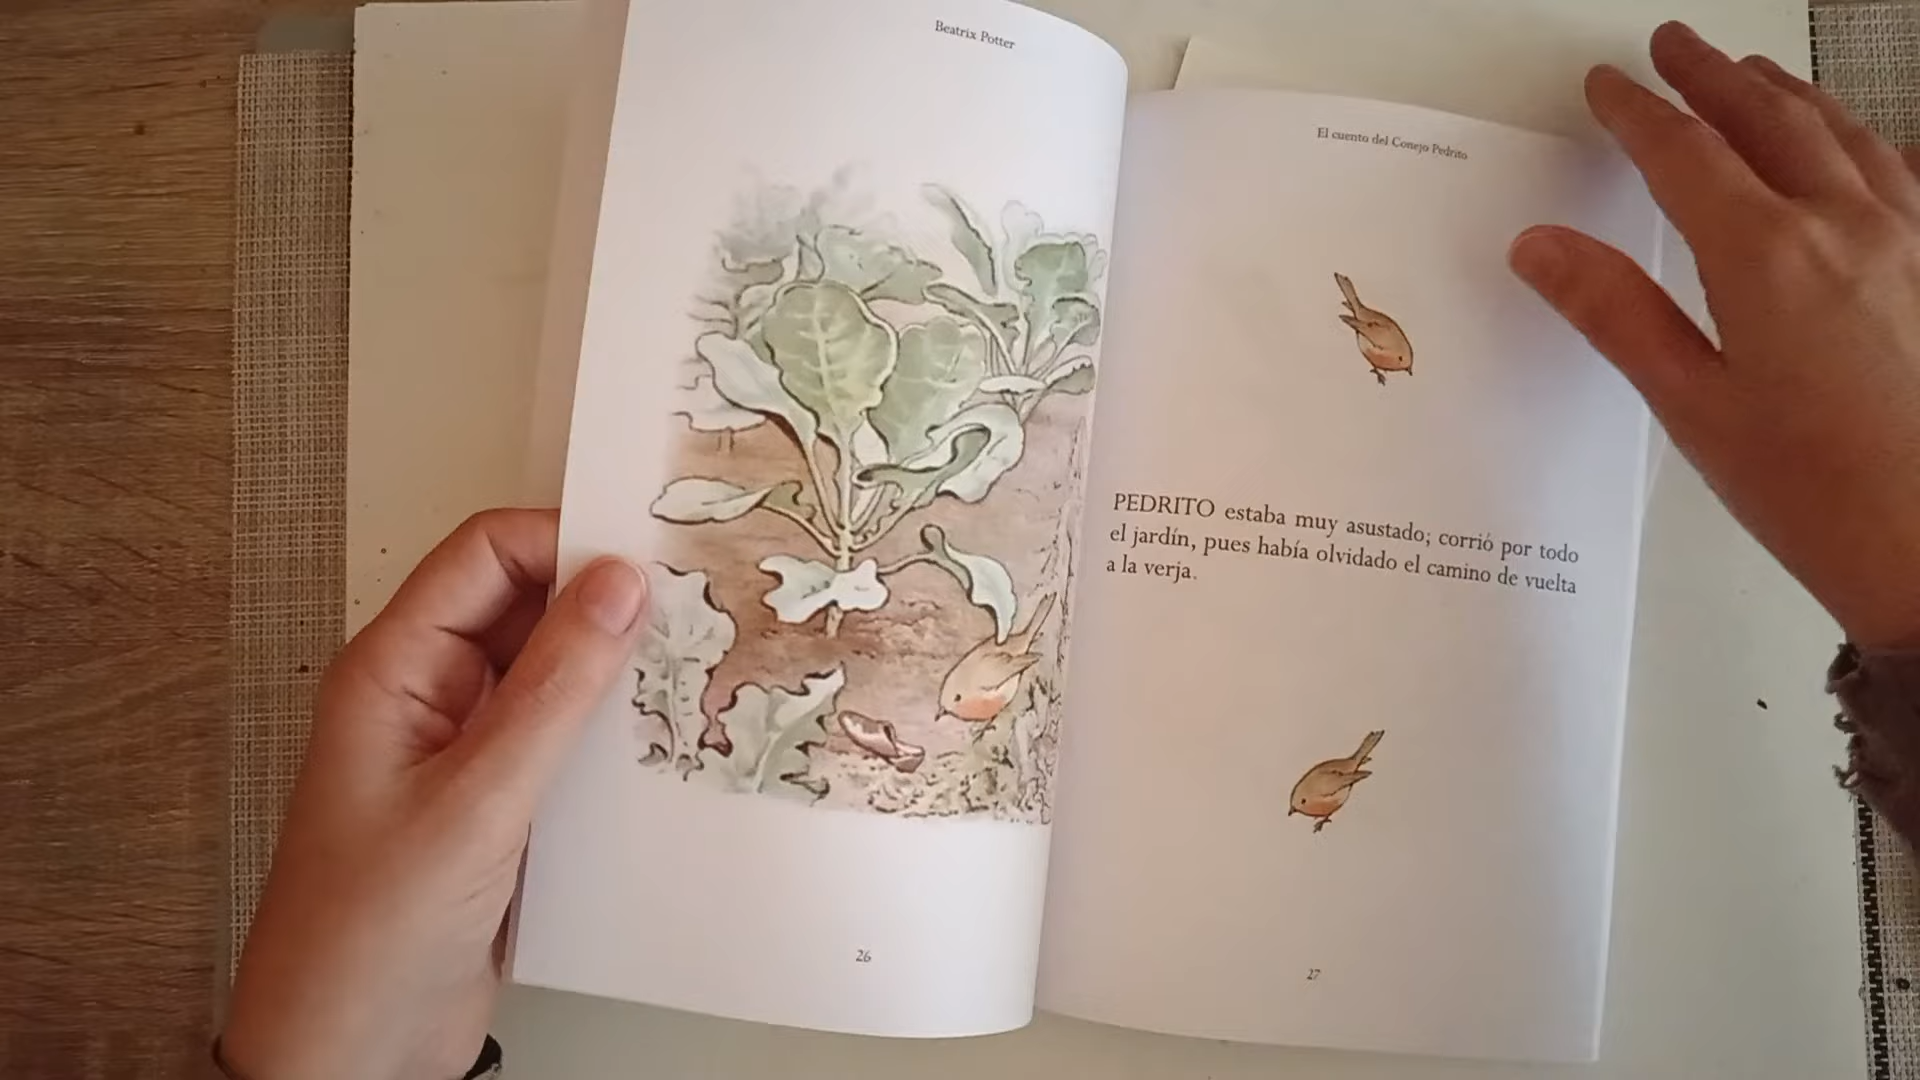 Beatrix Potter
26
El cuento del Conejo Pedrito
PEDRITO estaba muy asustado; corrió por todo
el jardín, pues había olvidado el camino de vuelta
a la verja.
27